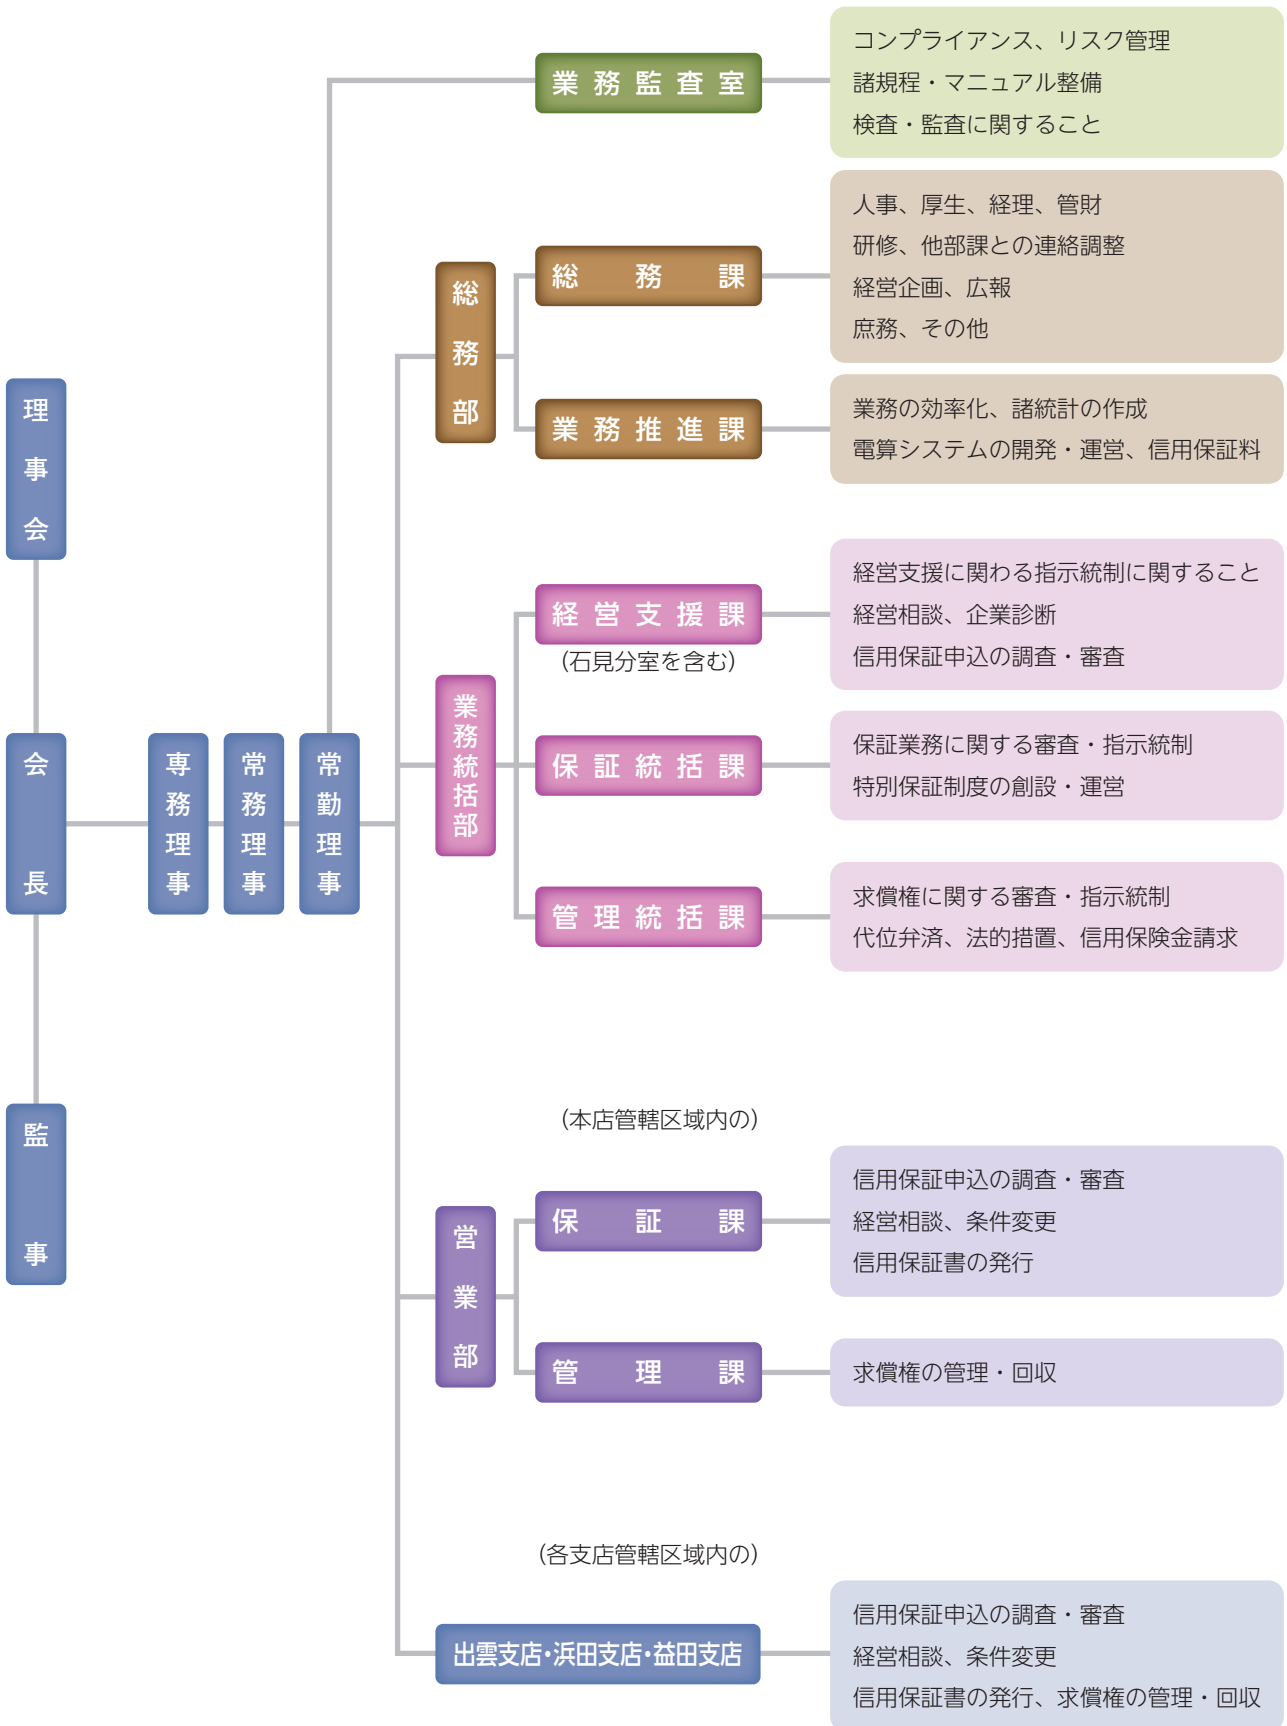 理事会
会長
監事
専務理事
常務理事
常勤理事
業務監査室
コンプライアンス、リスク管理
諸規程・マニュアル整備
検査・監査に関すること
総務部
総務課
人事、厚生、経理、管財
研修、他部課との連絡調整
経営企画、広報
庶務、その他
業務推進課
業務の効率化、諸統計の作成
電算システムの開発・運営、信用保証料
業務統括部
経営支援課
(石見分室を含む)
経営支援に関わる指示統制に関すること
経営相談、企業診断
信用保証申込の調査・審査
保証統括課
保証業務に関する審査・指示統制
特別保証制度の創設・運営
管理統括課
求償権に関する審査・指示統制
代位弁済、法的措置、信用保険金請求
営業部
(本店管轄区域内の)
保証課
信用保証申込の調査・審査
経営相談、条件変更
信用保証書の発行
管理課
求償権の管理・回収
(各支店管轄区域内の)
出雲支店・浜田支店・益田支店
信用保証申込の調査・審査
経営相談、条件変更
信用保証書の発行、求償権の管理・回収